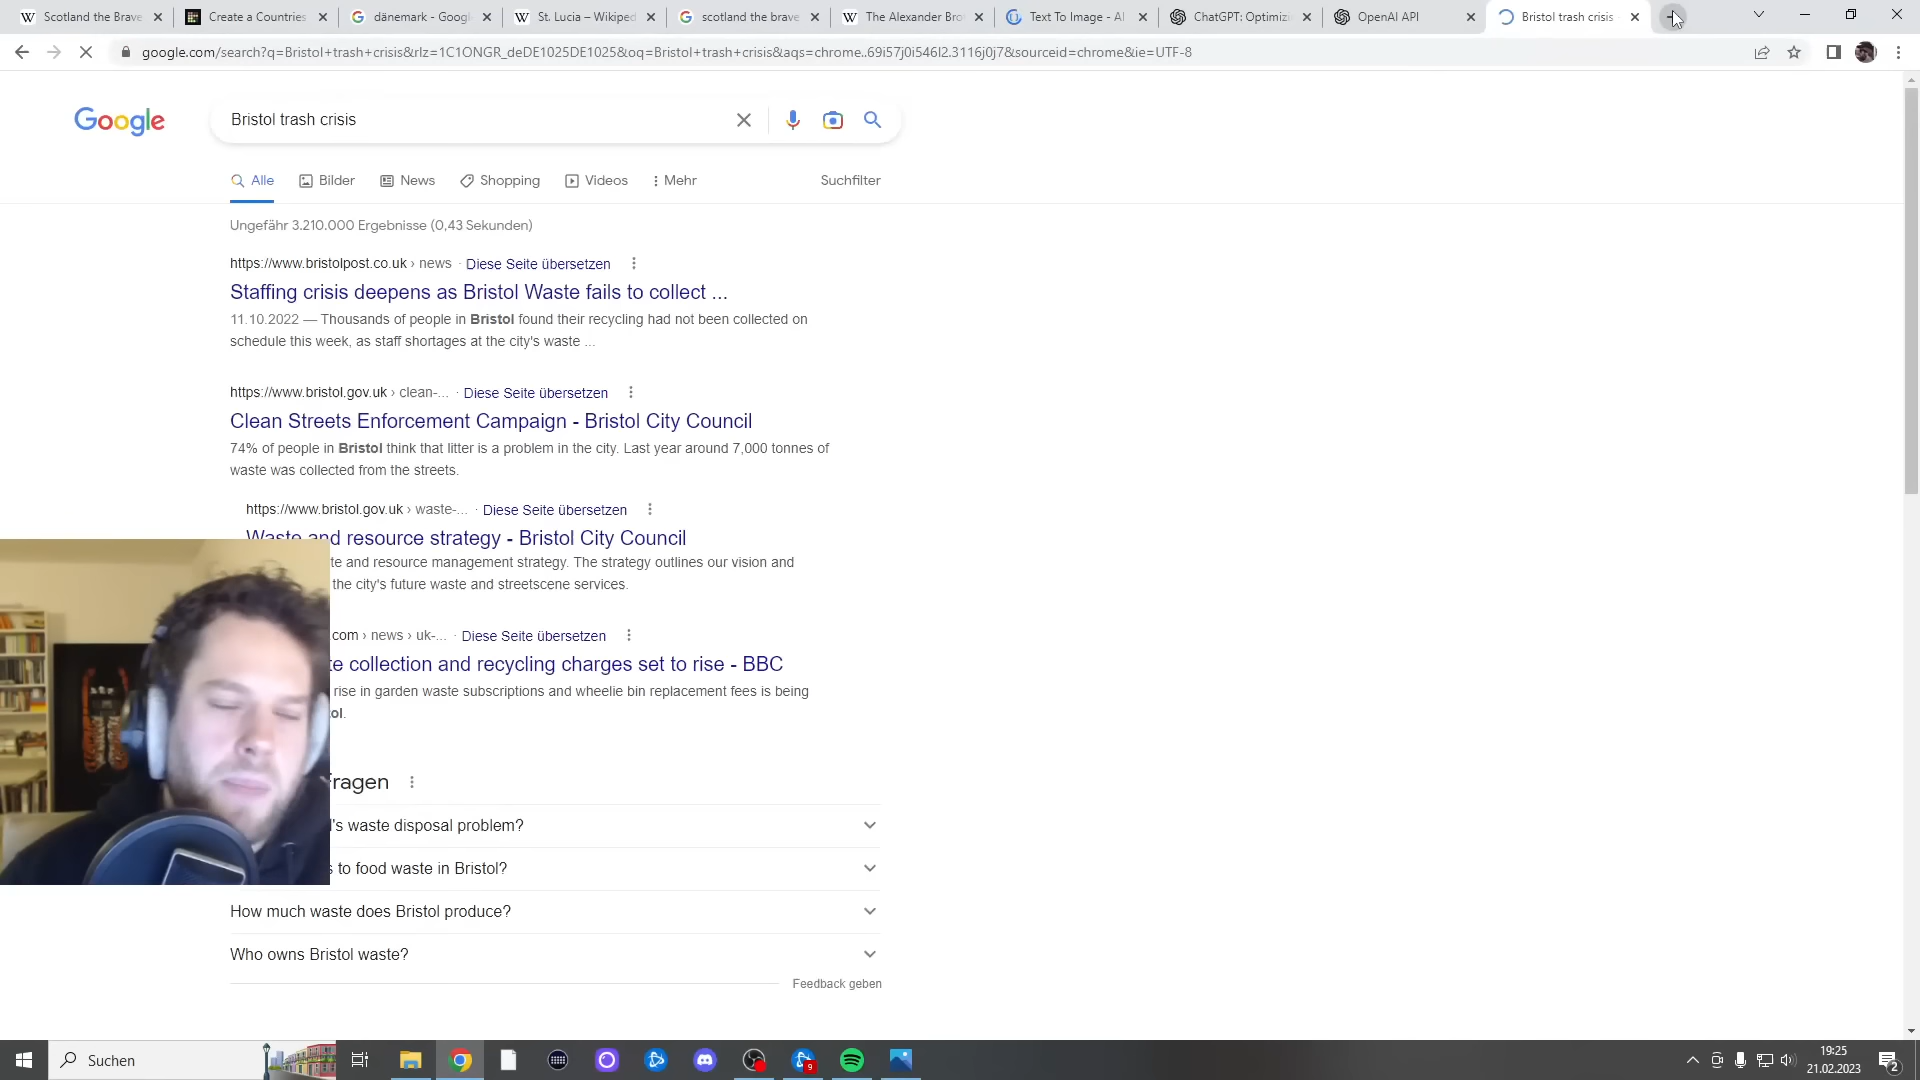 Scotland the Brave
Create a Countries
dänemark - Googl
St. Lucia – Wikiped
scotland the brave
The Alexander Bro
Text To Image - AI
ChatGPT: Optimizi
OpenAI API
Bristol trash crisis
google.com/search?q=Bristol+trash+crisis&rlz=1C1ONGR_deDE1025DE1025&oq=Bristol+trash+crisis&aqs=chrome..69i57j0i546l2.3116j0j7&sourceid=chrome&ie=UTF-8
Google
Bristol trash crisis
Alle
Bilder
News
Shopping
Videos
Mehr
Suchfilter
Ungefähr 3.210.000 Ergebnisse (0,43 Sekunden)
https://www.bristolpost.co.uk › news · Diese Seite übersetzen
Staffing crisis deepens as Bristol Waste fails to collect ...
11.10.2022 — Thousands of people in Bristol found their recycling had not been collected on
schedule this week, as staff shortages at the city's waste ...
https://www.bristol.gov.uk › clean-... · Diese Seite übersetzen
Clean Streets Enforcement Campaign - Bristol City Council
74% of people in Bristol think that litter is a problem in the city. Last year around 7,000 tonnes of
waste was collected from the streets.
https://www.bristol.gov.uk › waste-... · Diese Seite übersetzen
Waste and resource strategy - Bristol City Council
te and resource management strategy. The strategy outlines our vision and
the city's future waste and streetscene services.
.com › news › uk-... · Diese Seite übersetzen
te collection and recycling charges set to rise - BBC
rise in garden waste subscriptions and wheelie bin replacement fees is being
ol.
Fragen
l's waste disposal problem?
s to food waste in Bristol?
How much waste does Bristol produce?
Who owns Bristol waste?
Feedback geben
Suchen
9
19:25
21.02.2023
2